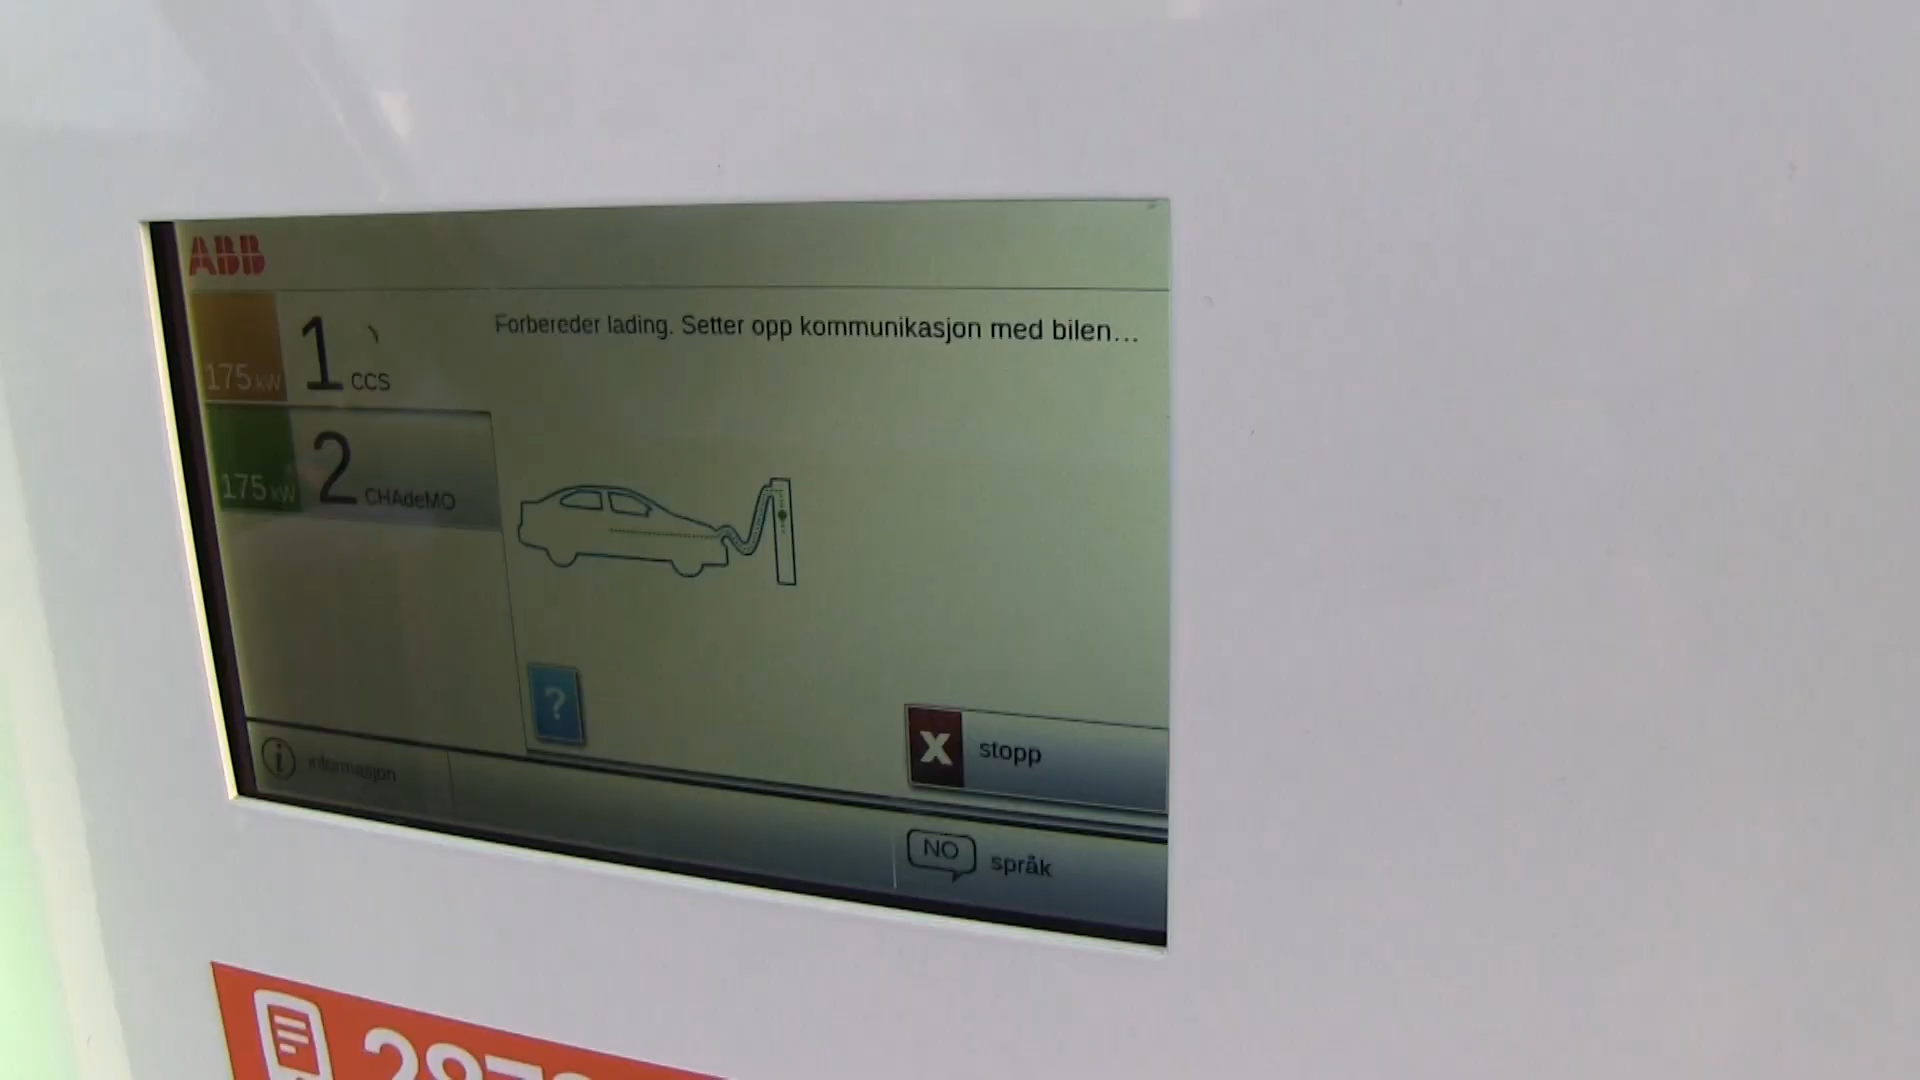 ABB
Forbereder lading. Setter opp kommunikasjon med bilen...
175 kW
1
CCS
175 kW
2
CHAdeMO
?
X stopp
i informasjon
NO språk